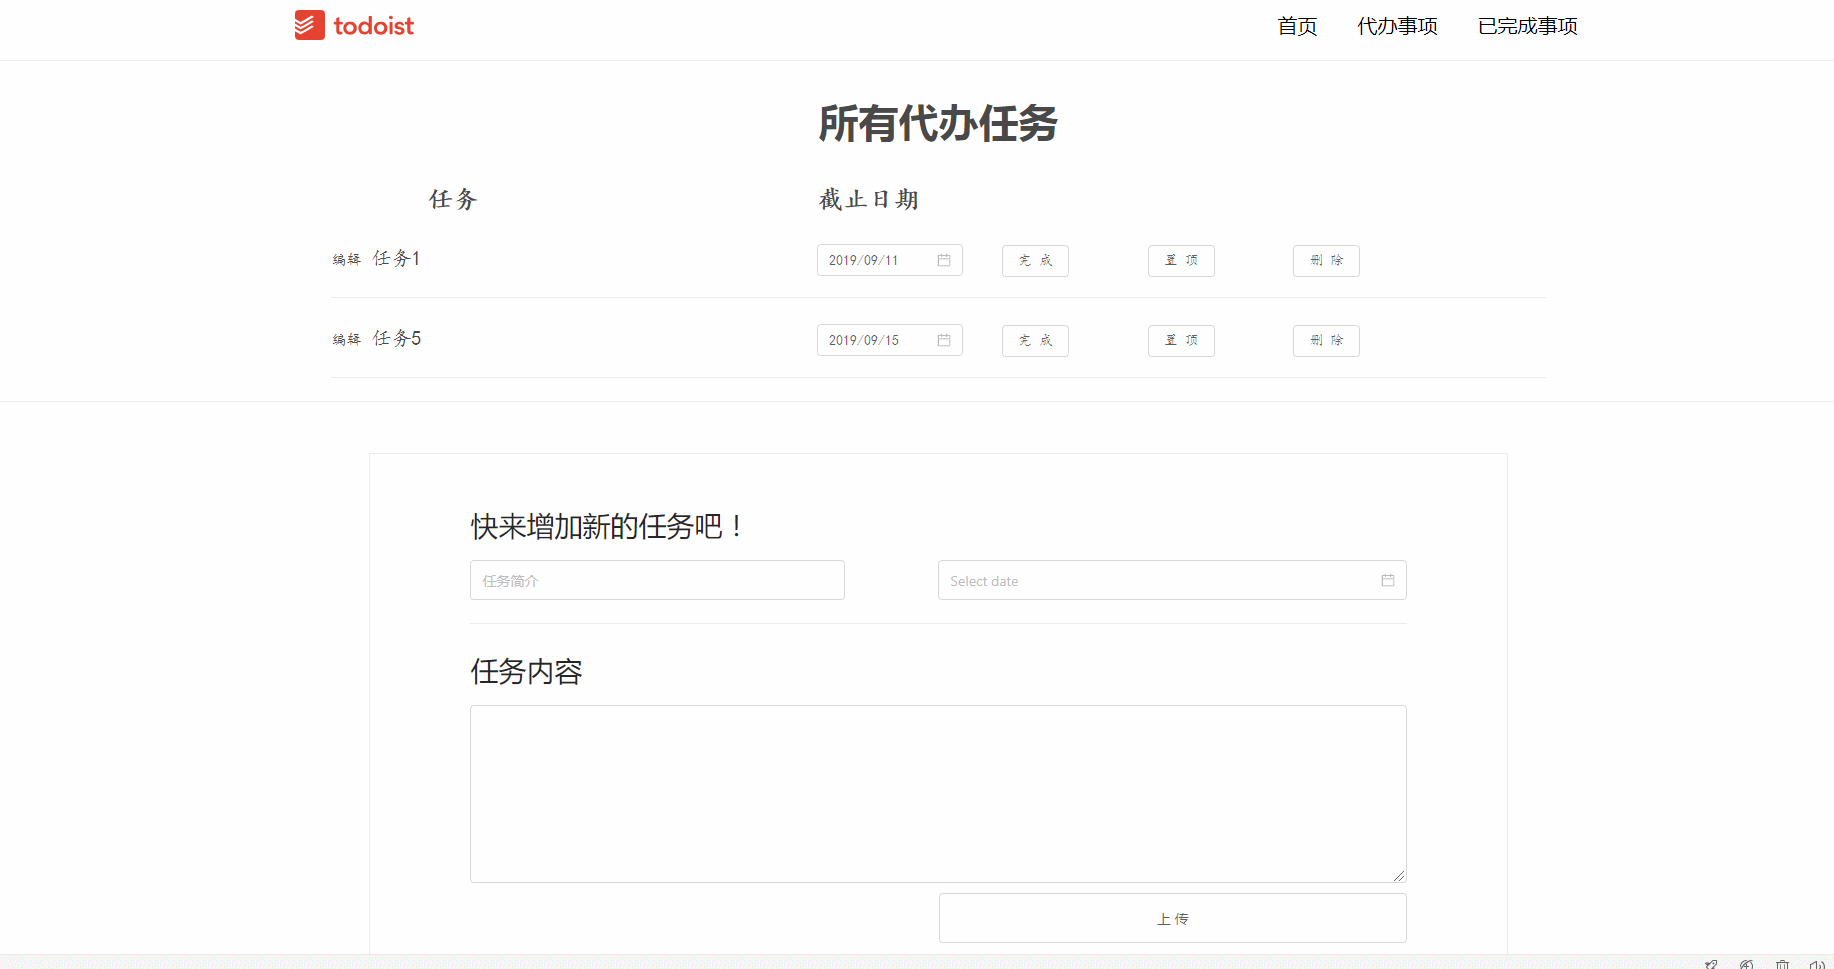 todoist 首页 代办事项 已完成事项
所有代办任务
任务 截止日期
编辑 任务1 2019/09/11 完 成 置 顶 删 除
编辑 任务5 2019/09/15 完 成 置 顶 删 除
快来增加新的任务吧！
任务简介 Select date
任务内容
上 传